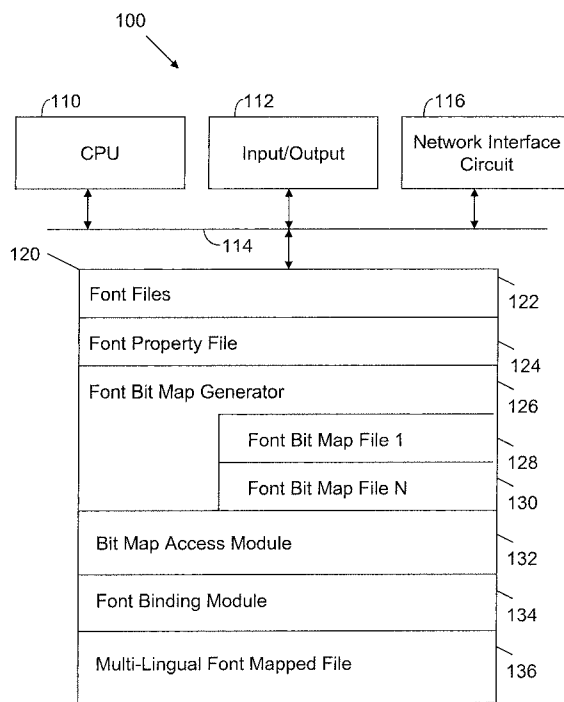 100
110
112
116
CPU
Input/Output
Network Interface
Circuit
114
120
Font Files
122
Font Property File
124
Font Bit Map Generator
126
Font Bit Map File 1
128
Font Bit Map File N
130
Bit Map Access Module
132
Font Binding Module
134
Multi-Lingual Font Mapped File
136